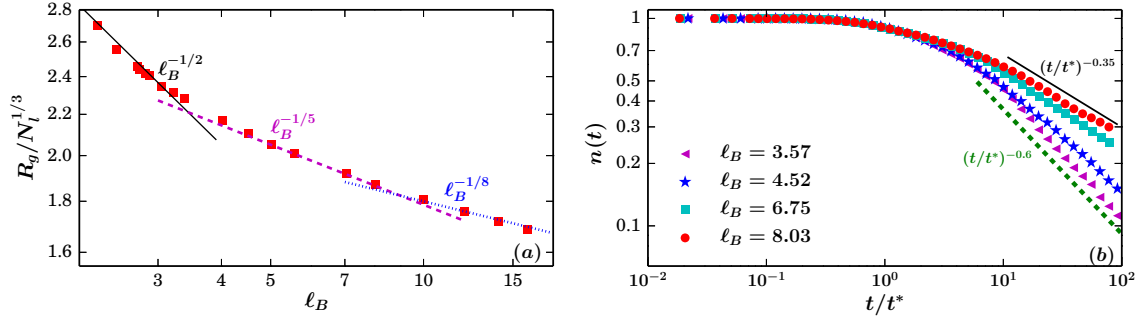 2.8
2.6
2.4
2.2
2.0
1.8
1.6
R_g/N_l^{1/3}
ℓ_B^{-1/2}
ℓ_B^{-1/5}
ℓ_B^{-1/8}
(a)
3 4 5 7 10 15
ℓ_B
1
0.7
0.5
0.4
0.3
0.2
0.1
n(t)
(t/t*)^{-0.35}
(t/t*)^{-0.6}
ℓ_B = 3.57
ℓ_B = 4.52
ℓ_B = 6.75
ℓ_B = 8.03
(b)
10^{-2} 10^{-1} 10^0 10^1 10^2
t/t*